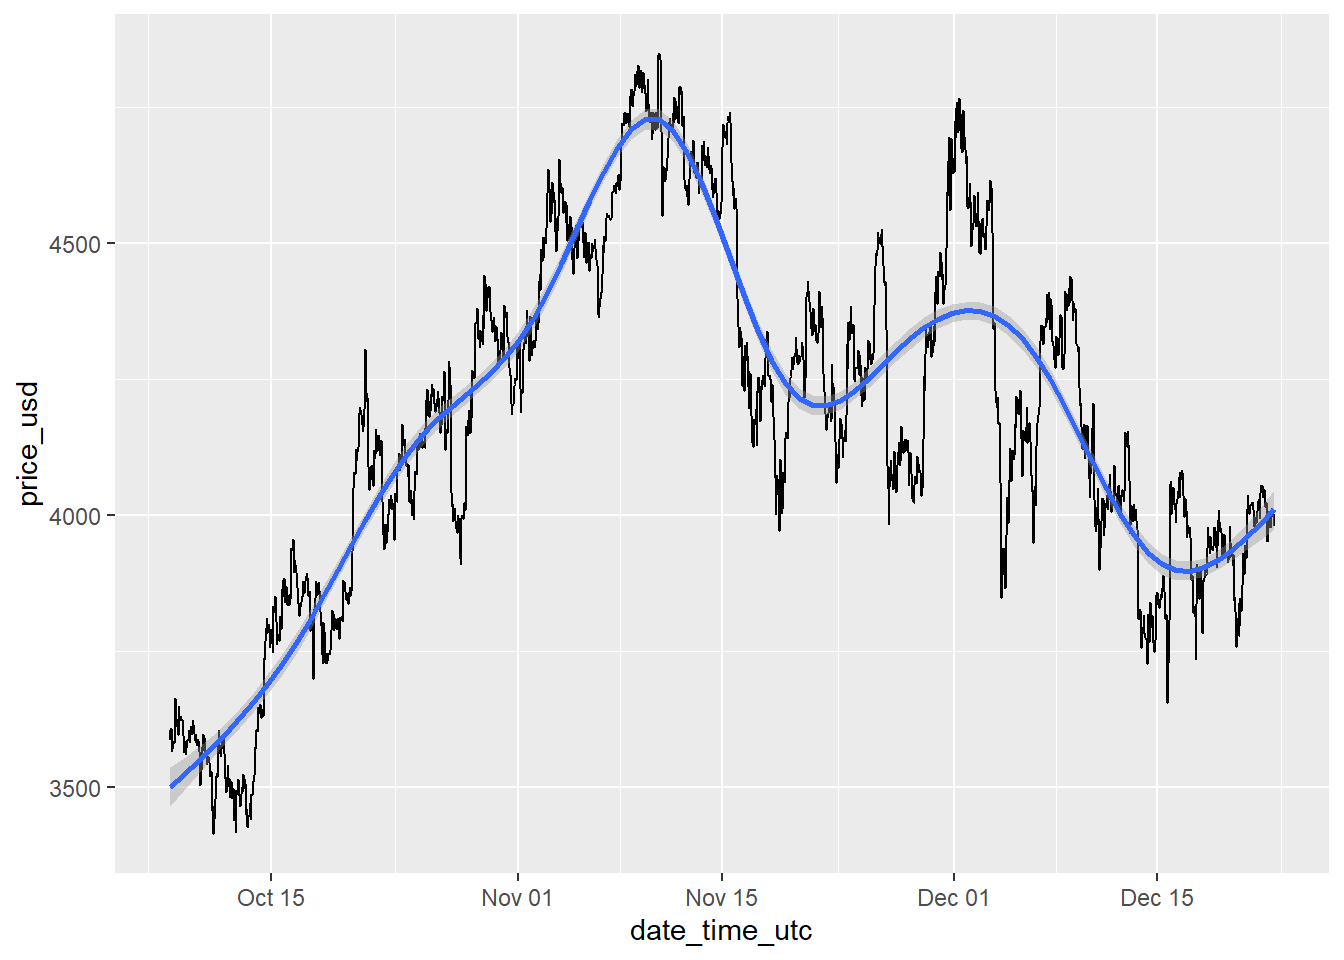 price_usd
4500
4000
3500
Oct 15
Nov 01
Nov 15
Dec 01
Dec 15
date_time_utc